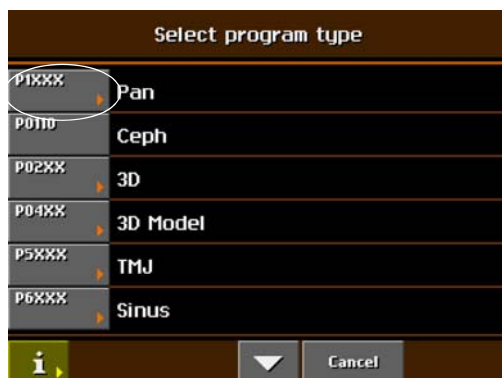 Select program type
P1XXX Pan
P0110 Ceph
P02XX 3D
P04XX 3D Model
P5XXX TMJ
P6XXX Sinus
i Cancel